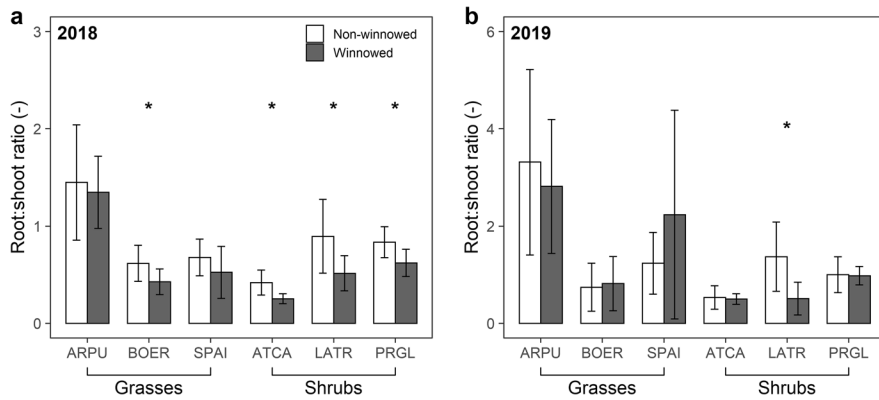 a
2018
Non-winnowed
Winnowed
*
*
*
*
Root:shoot ratio (-)
3
2
1
0
ARPU BOER SPAI ATCA LATR PRGL
Grasses Shrubs
b
2019
*
Root:shoot ratio (-)
6
4
2
0
ARPU BOER SPAI ATCA LATR PRGL
Grasses Shrubs